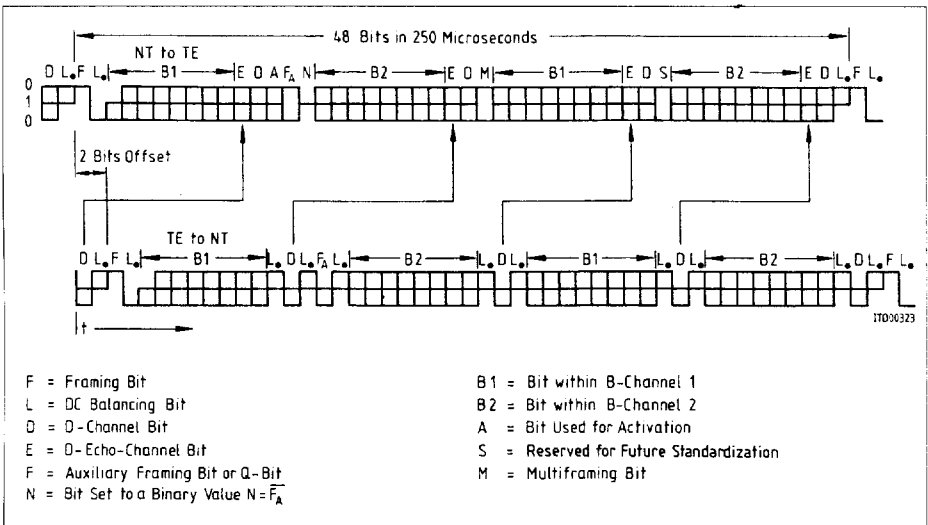 48 Bits in 250 Microseconds
NT to TE
D L. F L. B1 E D A FA N B2 E D M B1 E D S B2 E D L. F L.
0
1
0
2 Bits Offset
TE to NT
D L. F L. B1 L. D L. FA L. B2 L. D L. B1 L. D L. B2 L. D L. F L.
ITD00323
t
F = Framing Bit
L = DC Balancing Bit
D = D-Channel Bit
E = D-Echo-Channel Bit
F = Auxiliary Framing Bit or Q-Bit
N = Bit Set to a Binary Value N = F̅A̅
B1 = Bit within B-Channel 1
B2 = Bit within B-Channel 2
A = Bit Used for Activation
S = Reserved for Future Standardization
M = Multiframing Bit